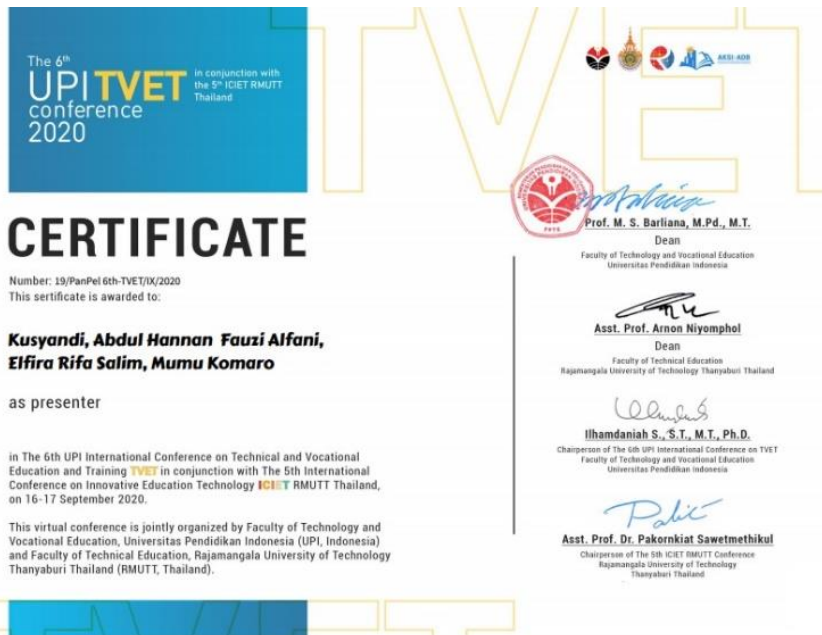 The 6th
UPI TVET
conference
2020
in conjunction with
the 5th ICIET RMUTT
Thailand
AKSI-ADB
CERTIFICATE
Number: 19/PanPel 6th-TVET/IX/2020
This sertificate is awarded to:
Kusyandi, Abdul Hannan Fauzi Alfani,
Elfira Rifa Salim, Mumu Komaro
as presenter
in The 6th UPI International Conference on Technical and Vocational
Education and Training TVET in conjunction with The 5th International
Conference on Innovative Education Technology ICIET RMUTT Thailand,
on 16-17 September 2020.
This virtual conference is jointly organized by Faculty of Technology and
Vocational Education, Universitas Pendidikan Indonesia (UPI, Indonesia)
and Faculty of Technical Education, Rajamangala University of Technology
Thanyaburi Thailand (RMUTT, Thailand).
Prof. M. S. Barliana, M.Pd., M.T.
Dean
Faculty of Technology and Vocational Education
Universitas Pendidikan Indonesia
Asst. Prof. Arnon Niyomphol
Dean
Faculty of Technical Education
Rajamangala University of Technology Thanyaburi Thailand
Ilhamdaniah S., S.T., M.T., Ph.D.
Chairperson of The 6th UPI International Conference on TVET
Faculty of Technology and Vocational Education
Universitas Pendidikan Indonesia
Asst. Prof. Dr. Pakornkiat Sawetmethikul
Chairperson of The 5th ICIET RMUTT Conference
Rajamangala University of Technology
Thanyaburi Thailand
TVET
TVET